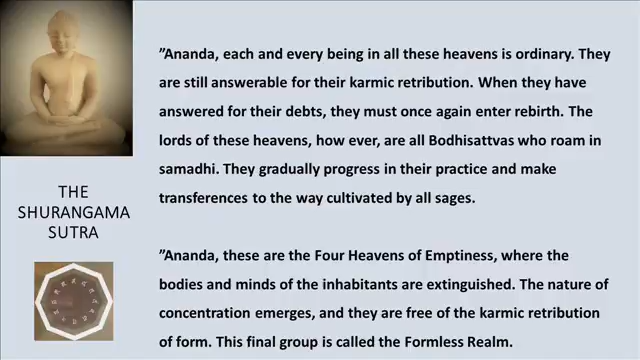 THE
SHURANGAMA
SUTRA
”Ananda, each and every being in all these heavens is ordinary. They
are still answerable for their karmic retribution. When they have
answered for their debts, they must once again enter rebirth. The
lords of these heavens, how ever, are all Bodhisattvas who roam in
samadhi. They gradually progress in their practice and make
transferences to the way cultivated by all sages.
”Ananda, these are the Four Heavens of Emptiness, where the
bodies and minds of the inhabitants are extinguished. The nature of
concentration emerges, and they are free of the karmic retribution
of form. This final group is called the Formless Realm.